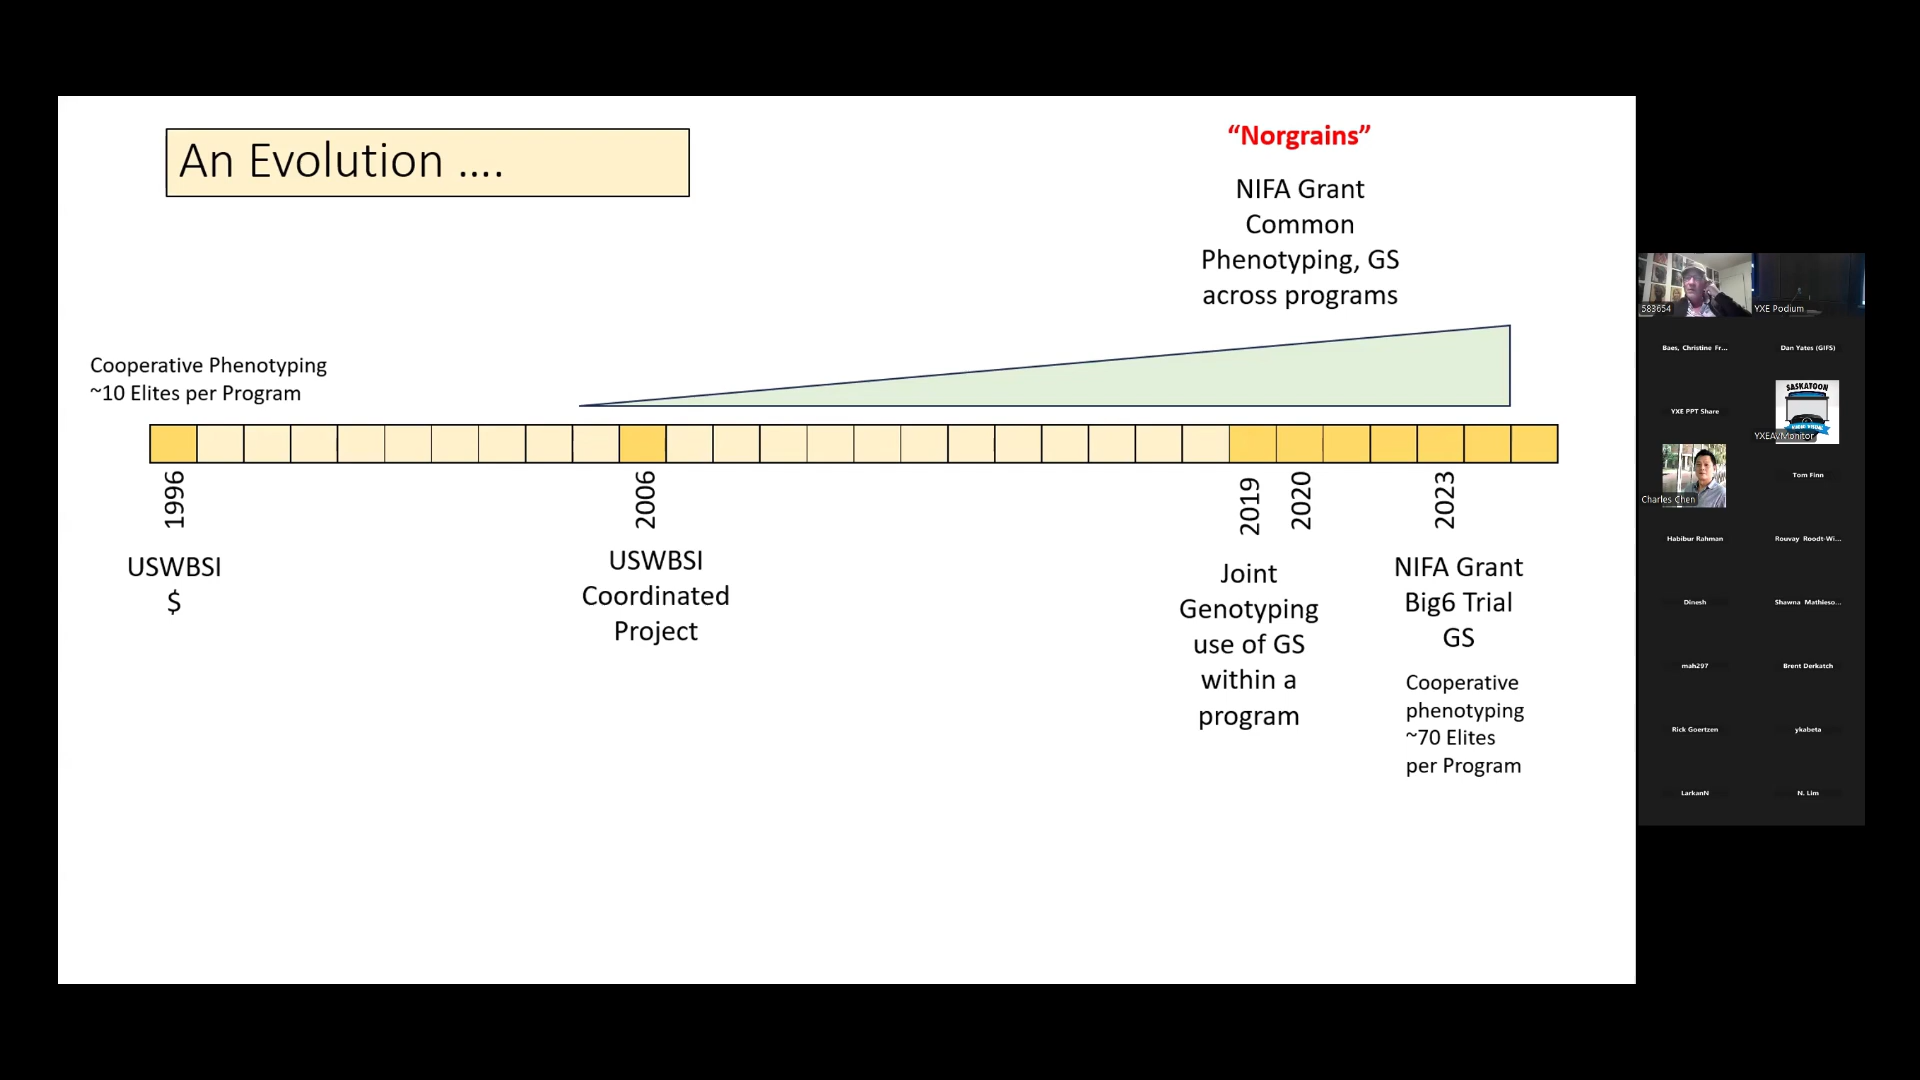 An Evolution ....
“Norgrains”
NIFA Grant
Common
Phenotyping, GS
across programs
Cooperative Phenotyping
~10 Elites per Program
1996
2006
2019
2020
2023
USWBSI
$
USWBSI
Coordinated
Project
Joint
Genotyping
use of GS
within a
program
NIFA Grant
Big6 Trial
GS
Cooperative
phenotyping
~70 Elites
per Program
583654
YXE Podium
Baes, Christine Fr...
Dan Yates (GIFS)
YXE PPT Share
SASKATOON
YXEAVMonitor
Charles Chen
Tom Finn
Habibur Rahman
Rouvay Roodt-Wi...
Dinesh
Shawna Mathieso...
mah297
Brent Derkatch
Rick Goertzen
ykabeta
LarkanN
N. Lim